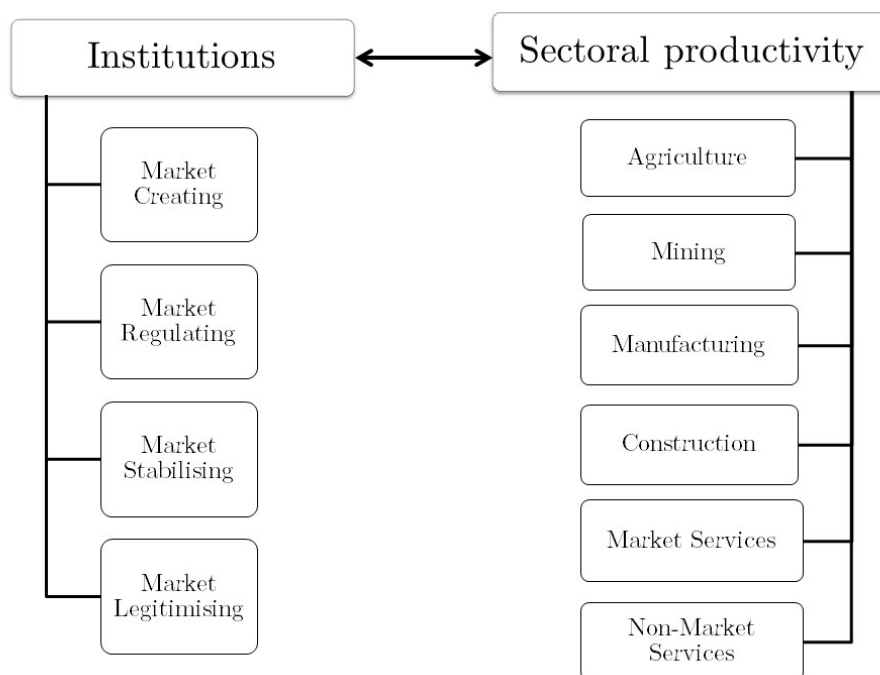 Institutions
Sectoral productivity
Market
Creating
Market
Regulating
Market
Stabilising
Market
Legitimising
Agriculture
Mining
Manufacturing
Construction
Market Services
Non-Market
Services